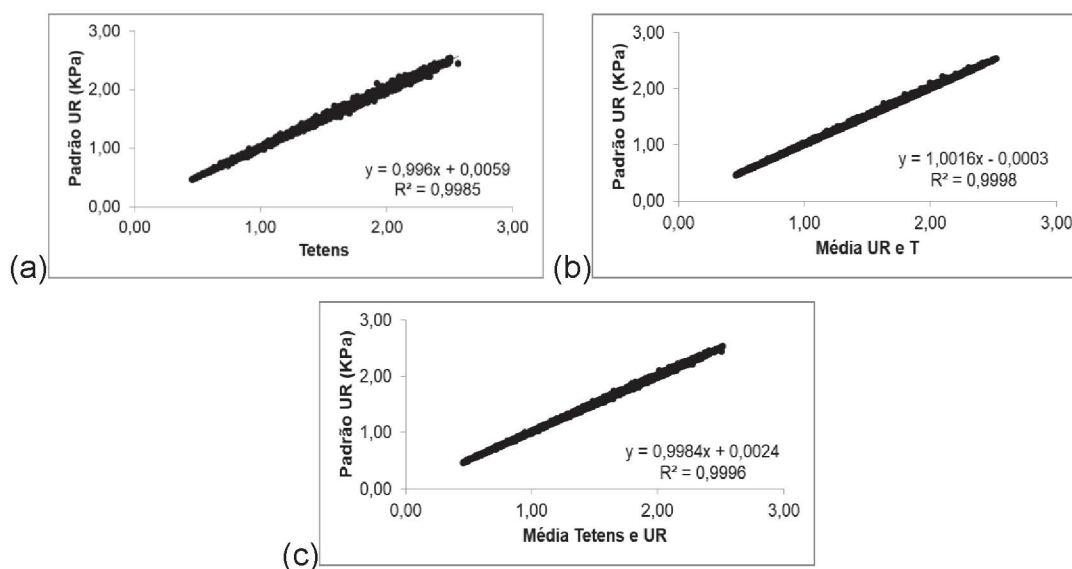 3,00
2,00
1,00
0,00
Padrão UR (KPa)
y = 0,996x + 0,0059
R² = 0,9985
0,00 1,00 2,00 3,00
Tetens
(a)
3,00
2,00
1,00
0,00
Padrão UR (KPa)
y = 1,0016x - 0,0003
R² = 0,9998
0,00 1,00 2,00 3,00
Média UR e T
(b)
3,00
2,00
1,00
0,00
Padrão UR (KPa)
y = 0,9984x + 0,0024
R² = 0,9996
0,00 1,00 2,00 3,00
Média Tetens e UR
(c)